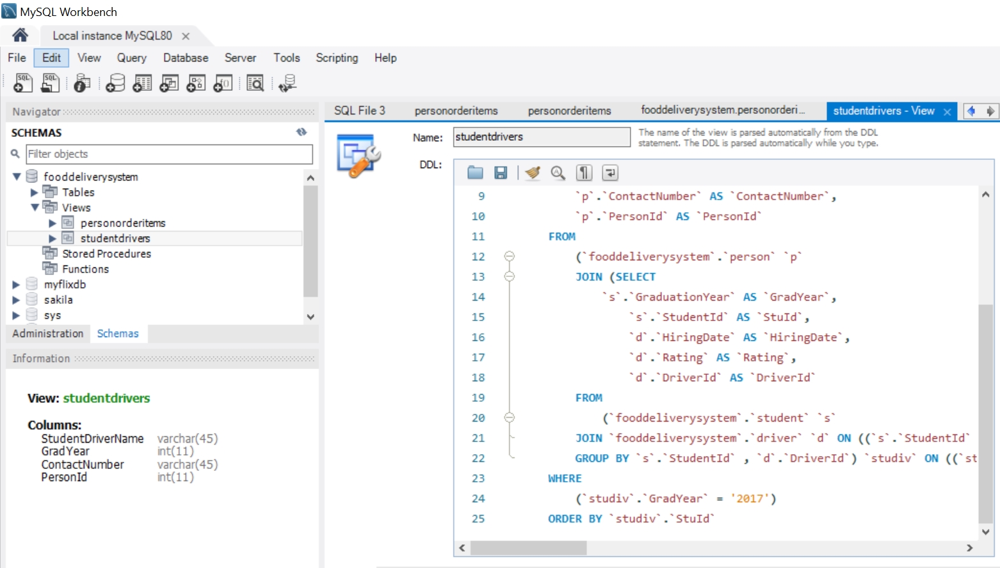 MySQL Workbench
Local instance MySQL80
File Edit View Query Database Server Tools Scripting Help
SQL SQL
Navigator
SCHEMAS
Filter objects
fooddeliverysystem
Tables
Views
personorderitems
studentdrivers
Stored Procedures
Functions
myflixdb
sakila
sys
Administration Schemas
Information
View: studentdrivers
Columns:
StudentDriverName varchar(45)
GradYear int(11)
ContactNumber varchar(45)
PersonId int(11)
SQL File 3 personorderitems personorderitems fooddeliverysystem.personorderi... studentdrivers - View
Name: studentdrivers
The name of the view is parsed automatically from the DDL
statement. The DDL is parsed automatically while you type.
DDL:
9 `p`.`ContactNumber` AS `ContactNumber`,
10 `p`.`PersonId` AS `PersonId`
11 FROM
12 (`fooddeliverysystem`.`person` `p`
13 JOIN (SELECT
14 `s`.`GraduationYear` AS `GradYear`,
15 `s`.`StudentId` AS `StuId`,
16 `d`.`HiringDate` AS `HiringDate`,
17 `d`.`Rating` AS `Rating`,
18 `d`.`DriverId` AS `DriverId`
19 FROM
20 (`fooddeliverysystem`.`student` `s`
21 JOIN `fooddeliverysystem`.`driver` `d` ON ((`s`.`StudentId`
22 GROUP BY `s`.`StudentId` , `d`.`DriverId`) `studiv` ON ((`st
23 WHERE
24 (`studiv`.`GradYear` = '2017')
25 ORDER BY `studiv`.`StuId`